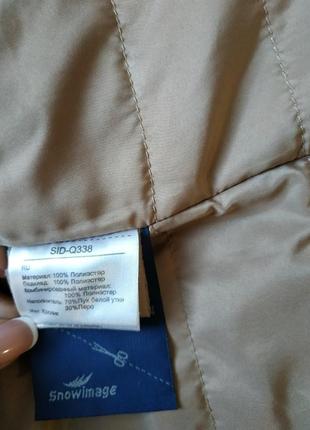 SID-Q338
RU
Материал: 100% Полиэстер
Подклад: 100% Полиэстер
Комбинированный материал:
100% Полиэстер
Наполнитель: 70%Пух белой утки
30%Перо
Snowimage